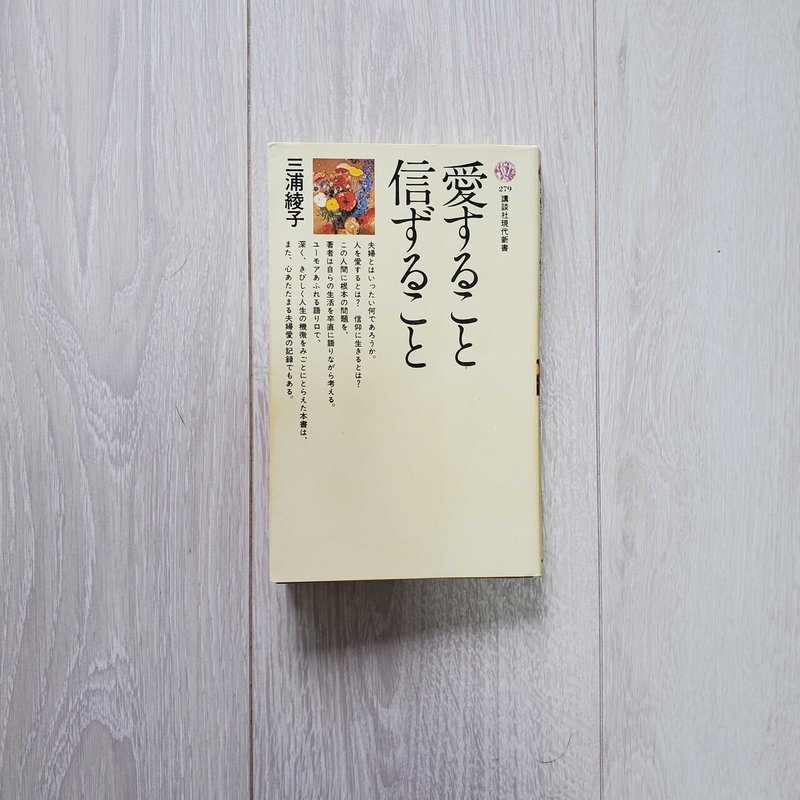 279
講談社現代新書
愛すること
信ずること
三浦綾子
夫婦とはいったい何であろうか。
人を愛するとは? 信仰に生きるとは?
この人間に根本の問題を、
著者は自らの生活を卒直に語りながら考える。
ユーモアあふれる語り口で、
深く、きびしく人生の機微をみごとにとらえた本書は、
また、心あたたまる夫婦愛の記録でもある。